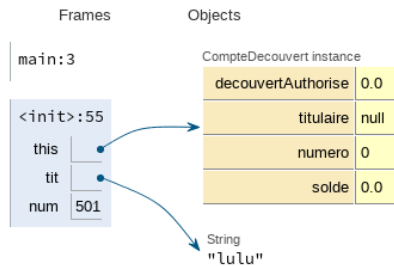 Frames Objects
main:3
<init>:55
this
tit
num 501
CompteDecouvert instance
decouvertAuthorise 0.0
titulaire null
numero 0
solde 0.0
String
"lulu"